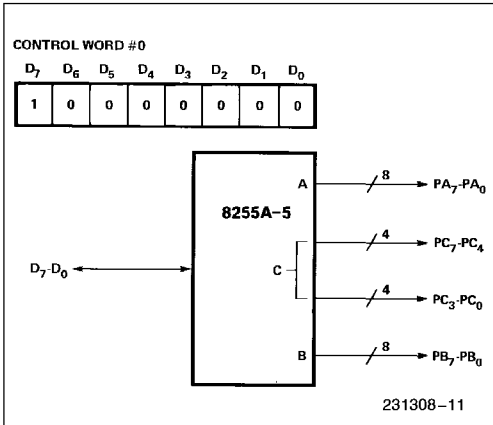 CONTROL WORD #0
D7 D6 D5 D4 D3 D2 D1 D0
1 0 0 0 0 0 0 0
A 8 PA7-PA0
8255A-5
4 PC7-PC4
D7-D0 C
4 PC3-PC0
B 8 PB7-PB0
231308-11